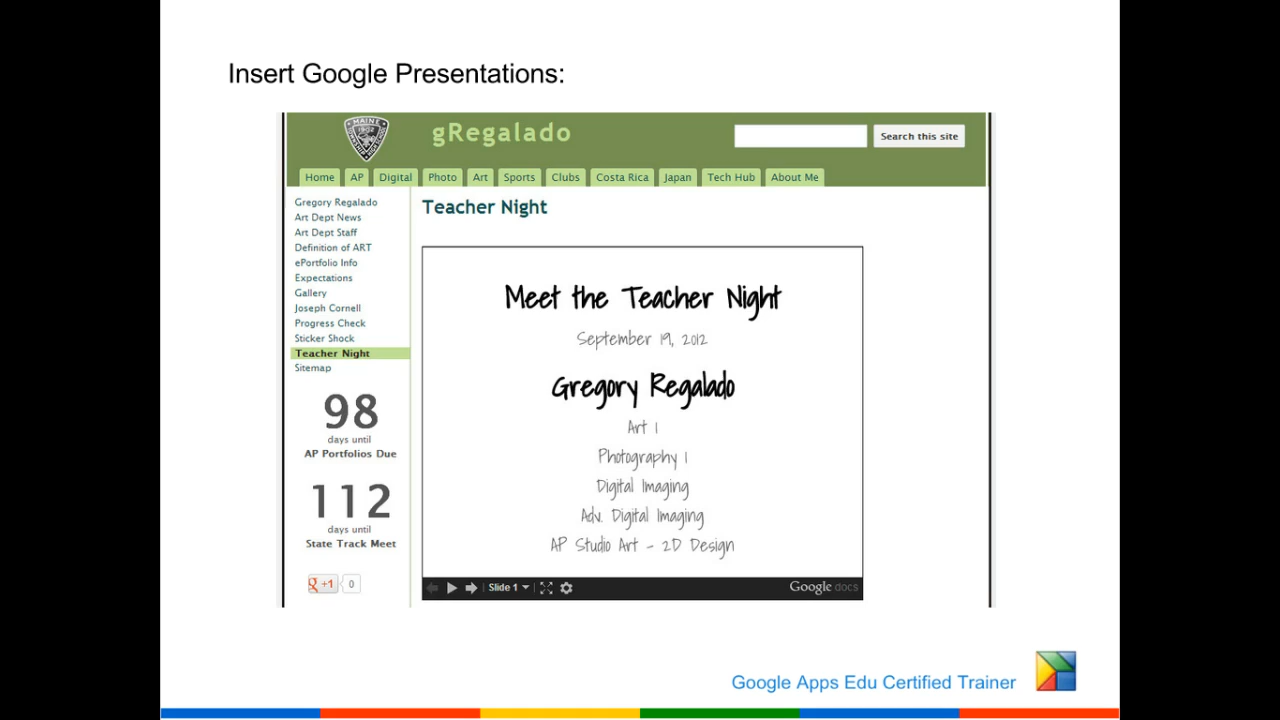 Insert Google Presentations:
MAINE
1902
gRegalado
Search this site
Home AP Digital Photo Art Sports Clubs Costa Rica Japan Tech Hub About Me
Gregory Regalado
Art Dept News
Art Dept Staff
Definition of ART
ePortfolio Info
Expectations
Gallery
Joseph Cornell
Progress Check
Sticker Shock
Teacher Night
Sitemap
98
days until
AP Portfolios Due
112
days until
State Track Meet
g +1 0
Teacher Night
Meet the Teacher Night
September 19, 2012
Gregory Regalado
Art 1
Photography 1
Digital Imaging
Adv. Digital Imaging
AP Studio Art - 2D Design
Slide 1
Google docs
Google Apps Edu Certified Trainer